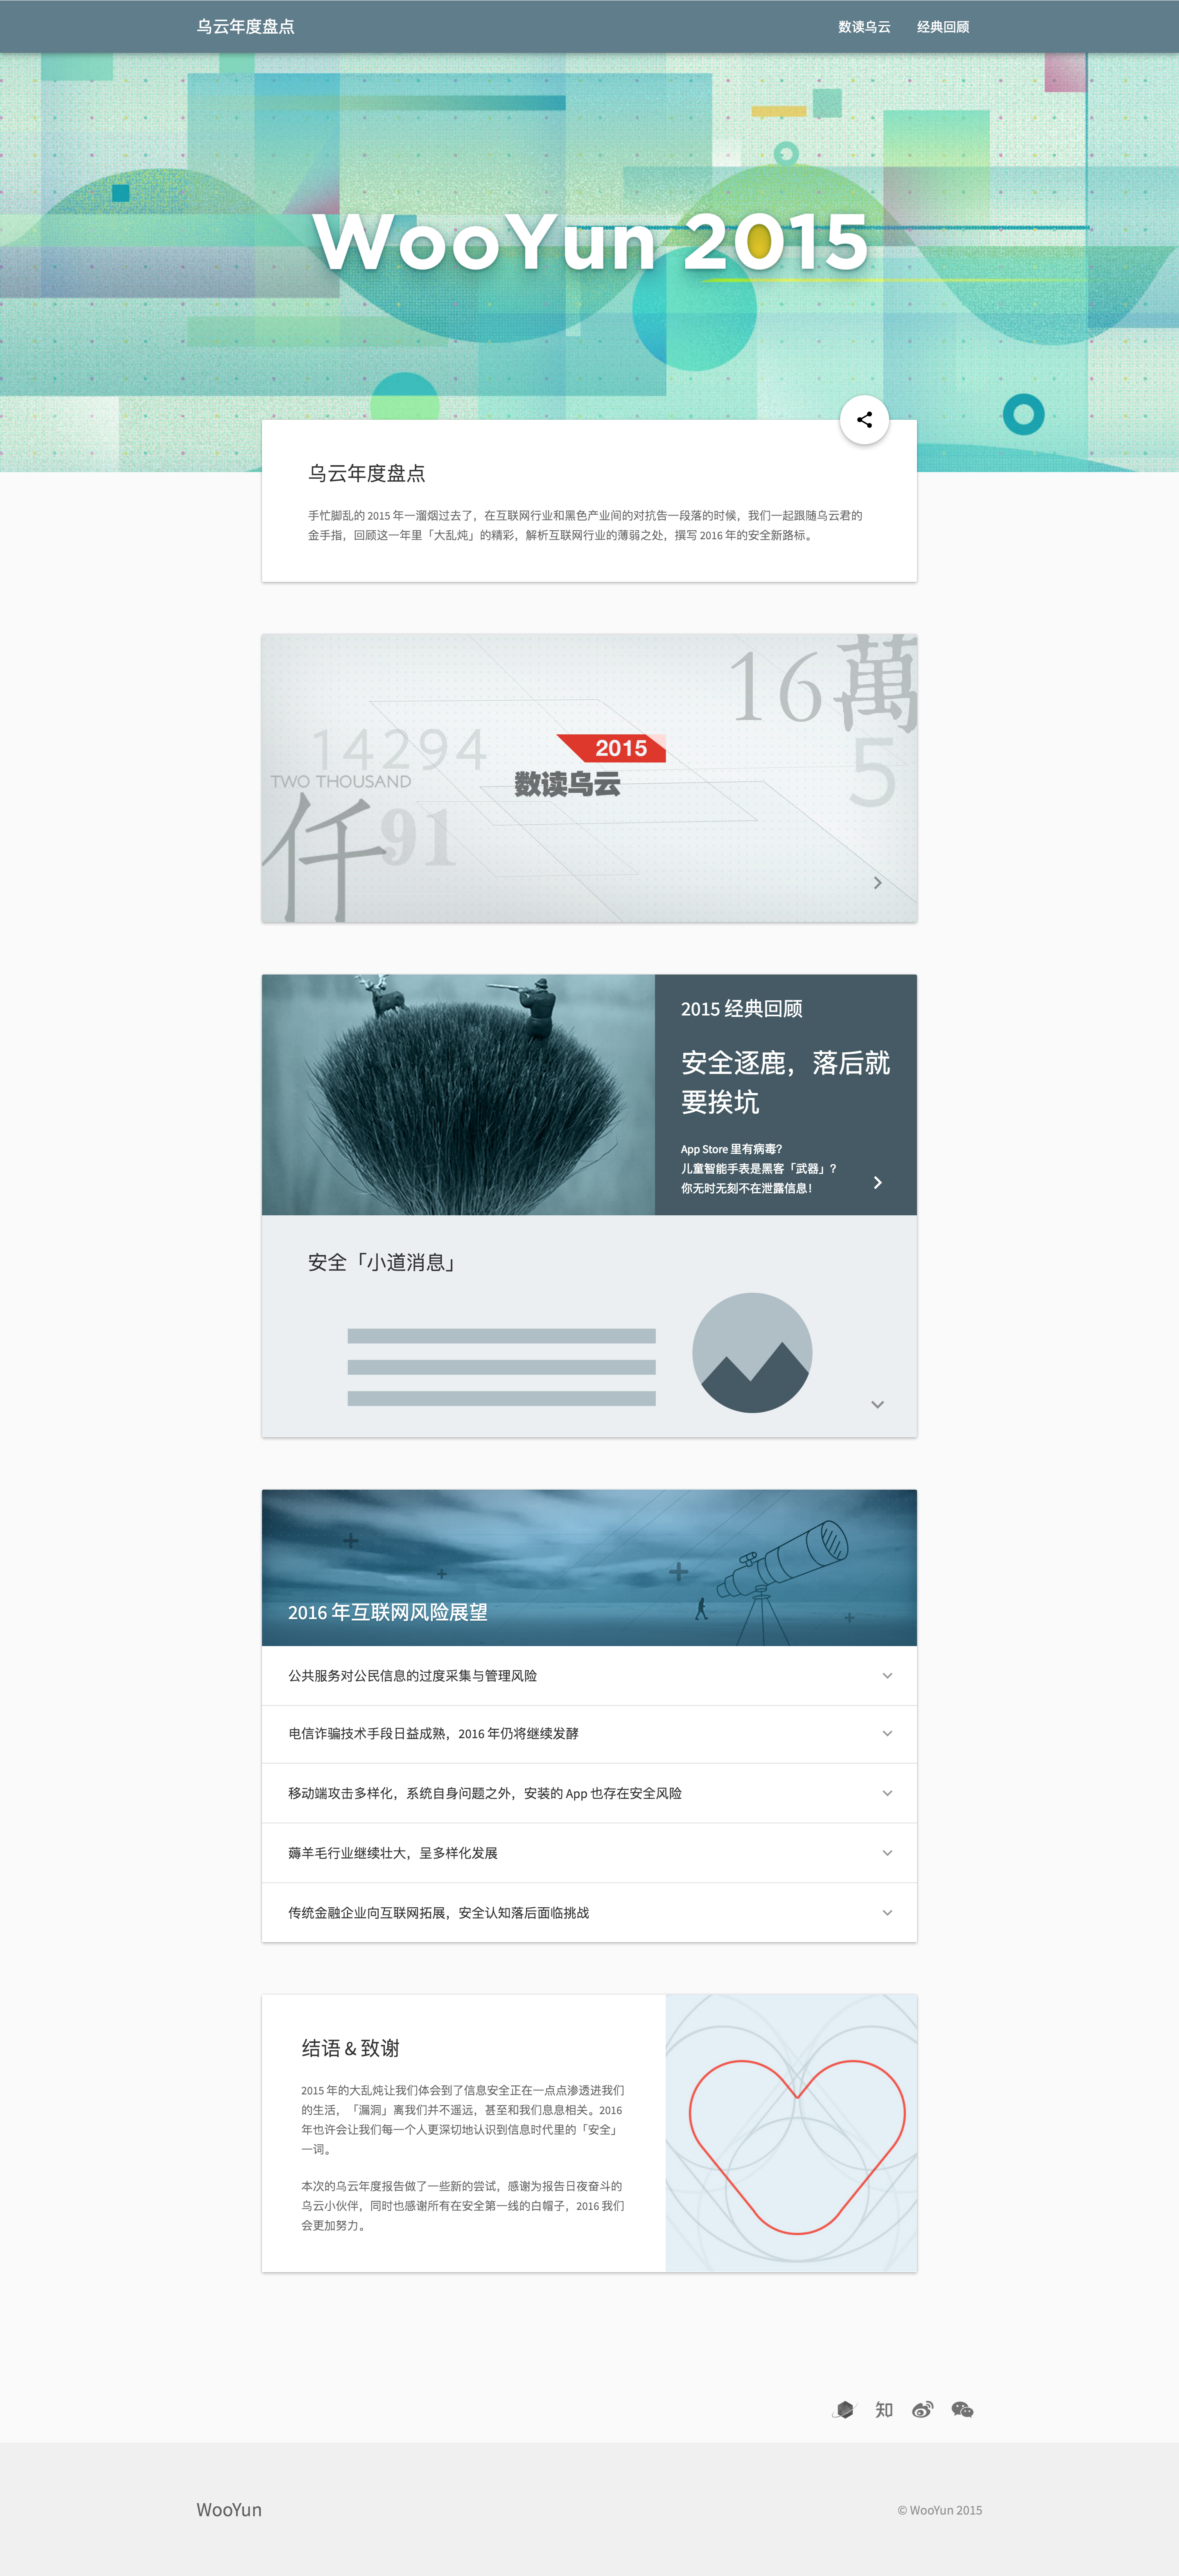 乌云年度盘点
数读乌云 经典回顾
WooYun 2015
乌云年度盘点
手忙脚乱的 2015 年一溜烟过去了，在互联网行业和黑色产业间的对抗告一段落的时候，我们一起跟随乌云君的
金手指，回顾这一年里「大乱炖」的精彩，解析互联网行业的薄弱之处，撰写 2016 年的安全新路标。
16萬
14294
2015
5
TWO THOUSAND
数读乌云
仟
91
2015 经典回顾
安全逐鹿，落后就
要挨坑
App Store 里有病毒？
儿童智能手表是黑客「武器」？
你无时无刻不在泄露信息！
安全「小道消息」
2016 年互联网风险展望
公共服务对公民信息的过度采集与管理风险
电信诈骗技术手段日益成熟，2016 年仍将继续发酵
移动端攻击多样化，系统自身问题之外，安装的 App 也存在安全风险
薅羊毛行业继续壮大，呈多样化发展
传统金融企业向互联网拓展，安全认知落后面临挑战
结语 & 致谢
2015 年的大乱炖让我们体会到了信息安全正在一点点渗透进我们
的生活，「漏洞」离我们并不遥远，甚至和我们息息相关。2016
年也许会让我们每一个人更深切地认识到信息时代里的「安全」
一词。
本次的乌云年度报告做了一些新的尝试，感谢为报告日夜奋斗的
乌云小伙伴，同时也感谢所有在安全第一线的白帽子，2016 我们
会更加努力。
知
WooYun
© WooYun 2015